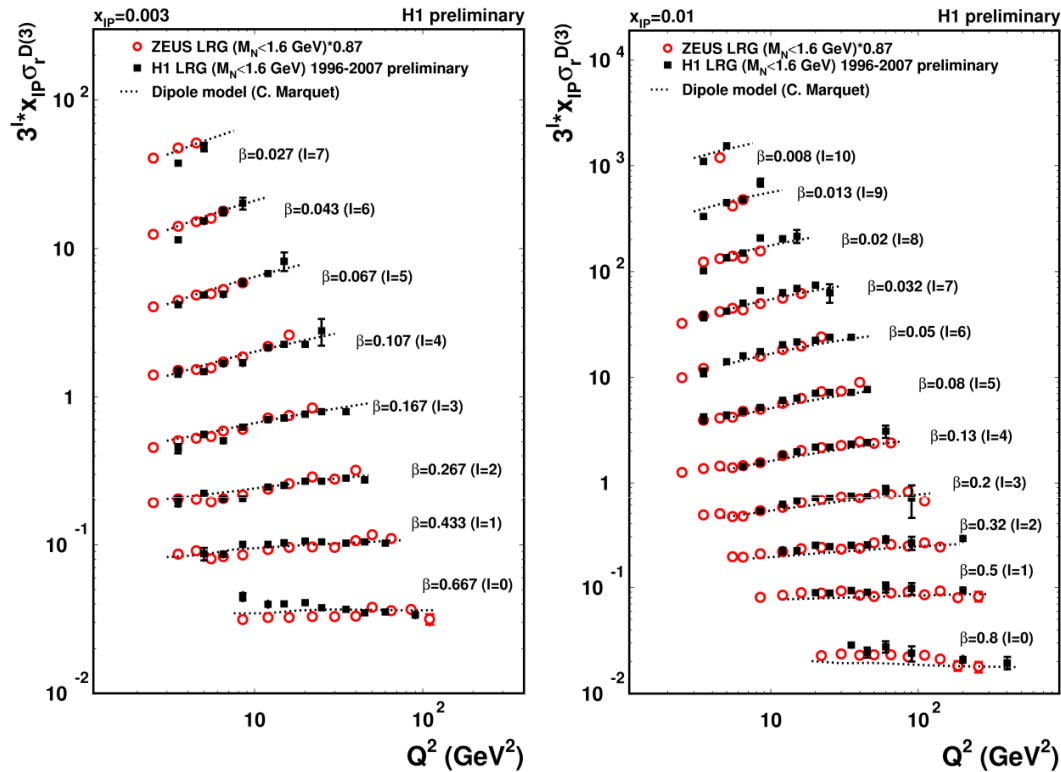 x_IP=0.003 H1 preliminary
ZEUS LRG (M_N<1.6 GeV)*0.87
H1 LRG (M_N<1.6 GeV) 1996-2007 preliminary
Dipole model (C. Marquet)
3^I* x_IP σ_r^D(3)
10^2
10
1
10^-1
10^-2
β=0.027 (I=7)
β=0.043 (I=6)
β=0.067 (I=5)
β=0.107 (I=4)
β=0.167 (I=3)
β=0.267 (I=2)
β=0.433 (I=1)
β=0.667 (I=0)
10 10^2
Q^2 (GeV^2)
x_IP=0.01 H1 preliminary
ZEUS LRG (M_N<1.6 GeV)*0.87
H1 LRG (M_N<1.6 GeV) 1996-2007 preliminary
Dipole model (C. Marquet)
3^I* x_IP σ_r^D(3)
10^4
10^3
10^2
10
1
10^-1
10^-2
β=0.008 (I=10)
β=0.013 (I=9)
β=0.02 (I=8)
β=0.032 (I=7)
β=0.05 (I=6)
β=0.08 (I=5)
β=0.13 (I=4)
β=0.2 (I=3)
β=0.32 (I=2)
β=0.5 (I=1)
β=0.8 (I=0)
10 10^2
Q^2 (GeV^2)